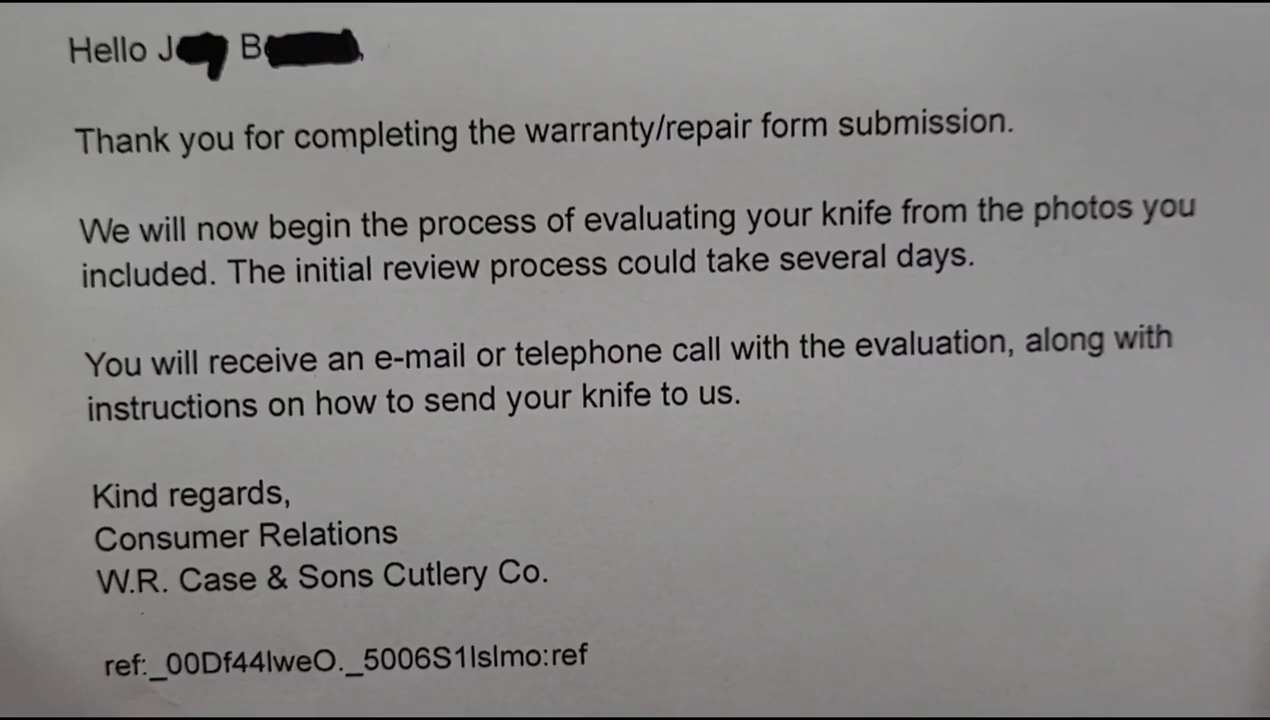 Hello J B
Thank you for completing the warranty/repair form submission.
We will now begin the process of evaluating your knife from the photos you
included. The initial review process could take several days.
You will receive an e-mail or telephone call with the evaluation, along with
instructions on how to send your knife to us.
Kind regards,
Consumer Relations
W.R. Case & Sons Cutlery Co.
ref:_00Df44lweO._5006S1lslmo:ref